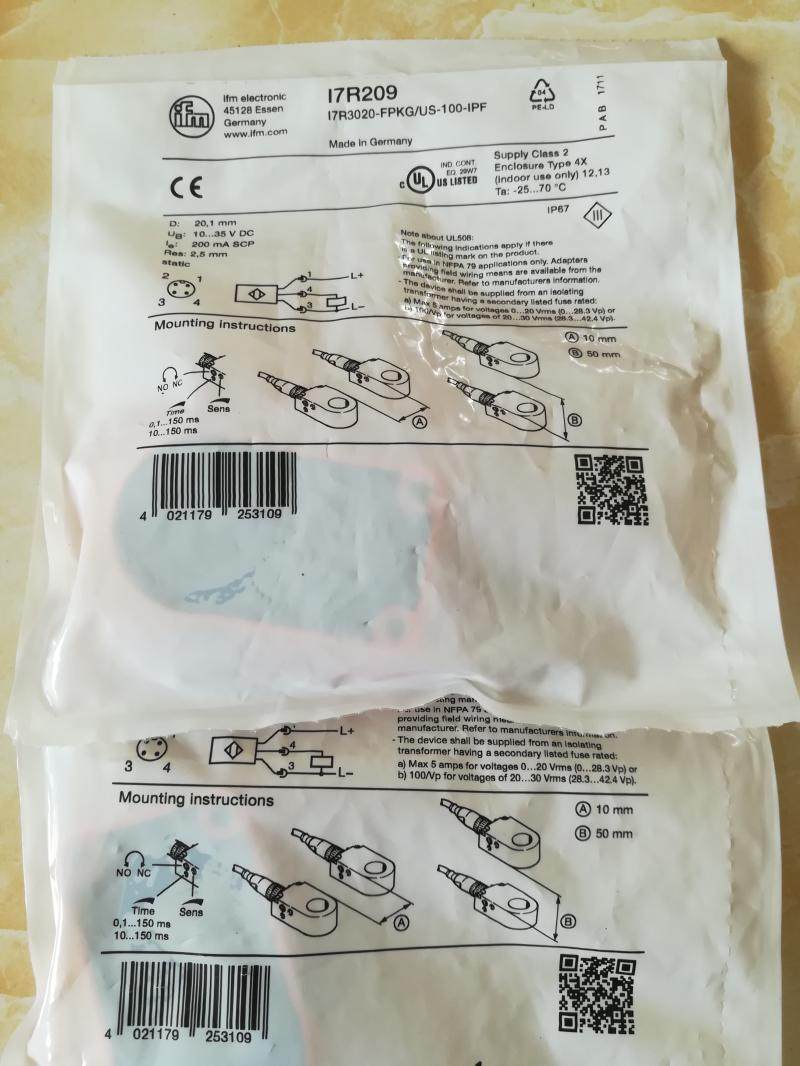 ifm
ifm electronic
45128 Essen
Germany
www.ifm.com
I7R209
I7R3020-FPKG/US-100-IPF
Made in Germany
04
PE-LD
PAB 1711
CE
c UL US LISTED
IND. CONT.
EQ. 29W7
Supply Class 2
Enclosure Type 4X
(indoor use only) 12,13
Ta: -25...70 °C
IP67
III
D: 20,1 mm
UB: 10...35 V DC
Ie: 200 mA SCP
Res: 2,5 mm
static
2 1
3 4
1 L+
4
3 L-
Note about UL508:
The following indications apply if there
is a UL listing mark on the product.
- For use in NFPA 79 applications only. Adapters
providing field wiring means are available from the
manufacturer. Refer to manufacturers information.
- The device shall be supplied from an isolating
transformer having a secondary listed fuse rated:
a) Max 5 amps for voltages 0...20 Vrms (0...28.3 Vp) or
b) 100/Vp for voltages of 20...30 Vrms (28.3...42.4 Vp).
Mounting instructions
A 10 mm
B 50 mm
NO NC
Time
0,1...150 ms
10...150 ms
Sens
A
B
4 021179 253109
use in NFPA 79
providing field wiring
manufacturer. Refer to manufacturers
- The device shall be supplied from an isolating
transformer having a secondary listed fuse rated:
a) Max 5 amps for voltages 0...20 Vrms (0...28.3 Vp) or
b) 100/Vp for voltages of 20...30 Vrms (28.3...42.4 Vp).
3 4
1 L+
4
3 L-
Mounting instructions
A 10 mm
B 50 mm
NO NC
Time
0,1...150 ms
10...150 ms
Sens
A
B
4 021179 253109